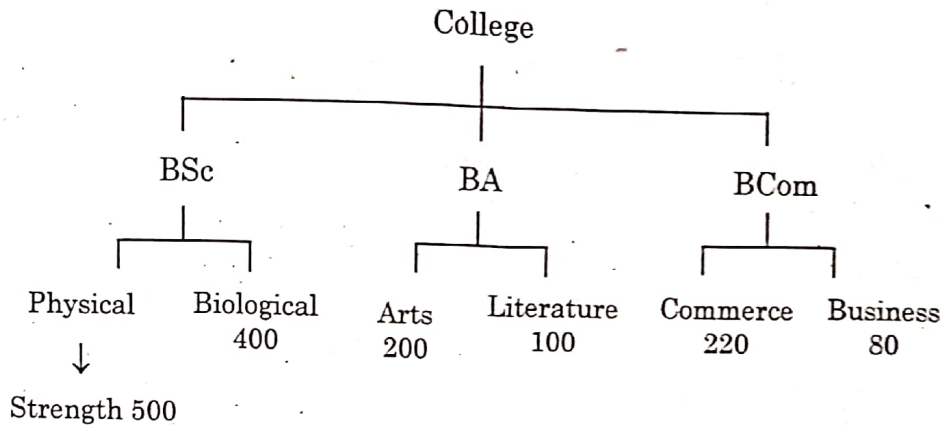 College
BSc BA BCom
Physical Biological Arts Literature Commerce Business
400 200 100 220 80
Strength 500